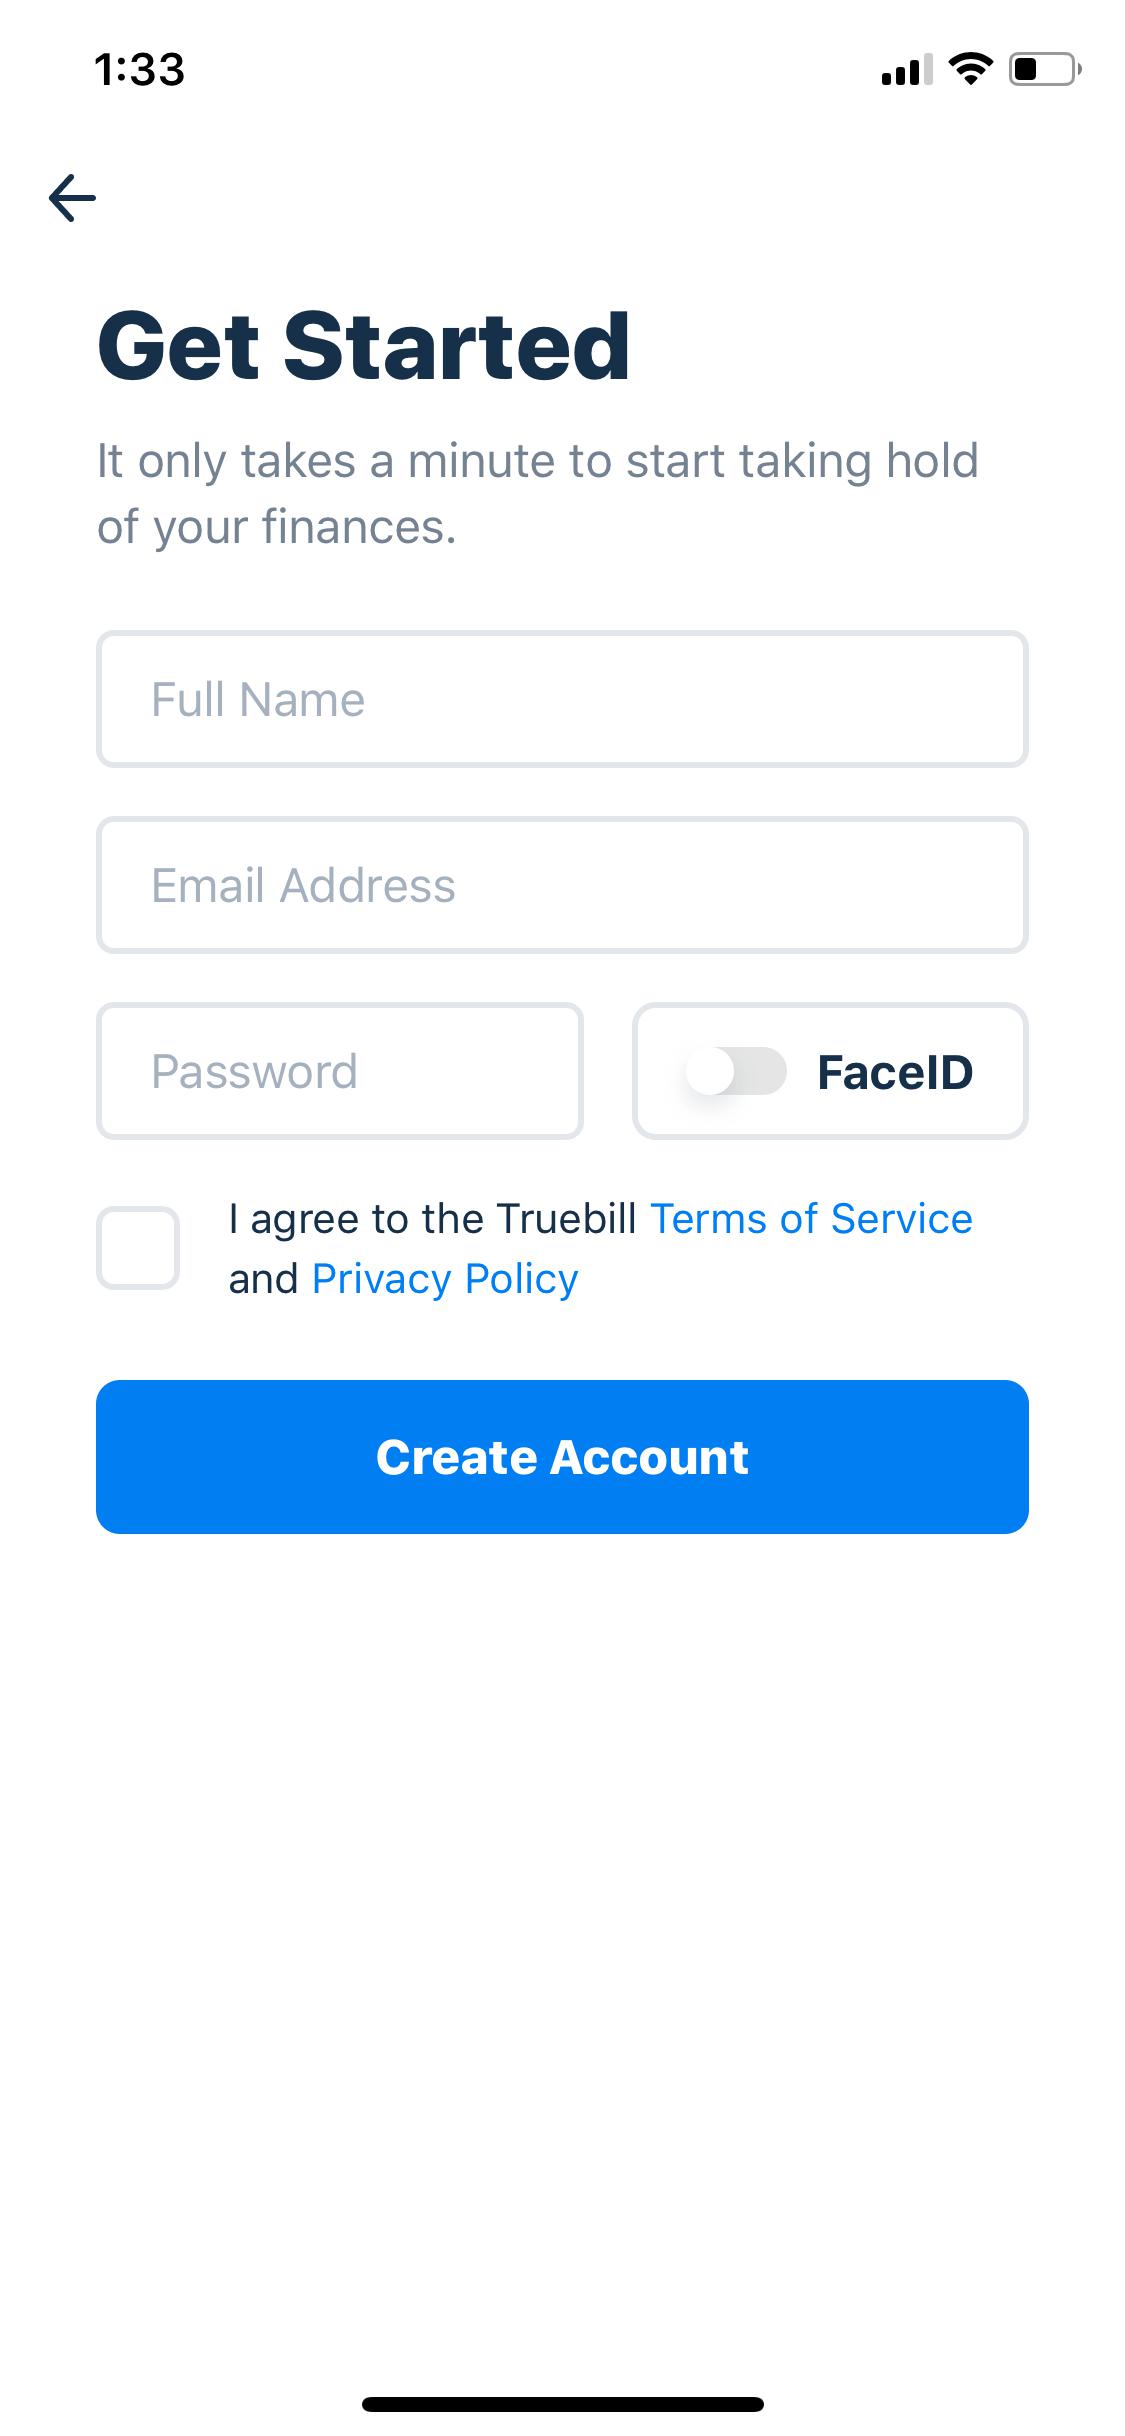 1:33
Get Started
It only takes a minute to start taking hold
of your finances.
Full Name
Email Address
Password
FaceID
I agree to the Truebill Terms of Service
and Privacy Policy
Create Account